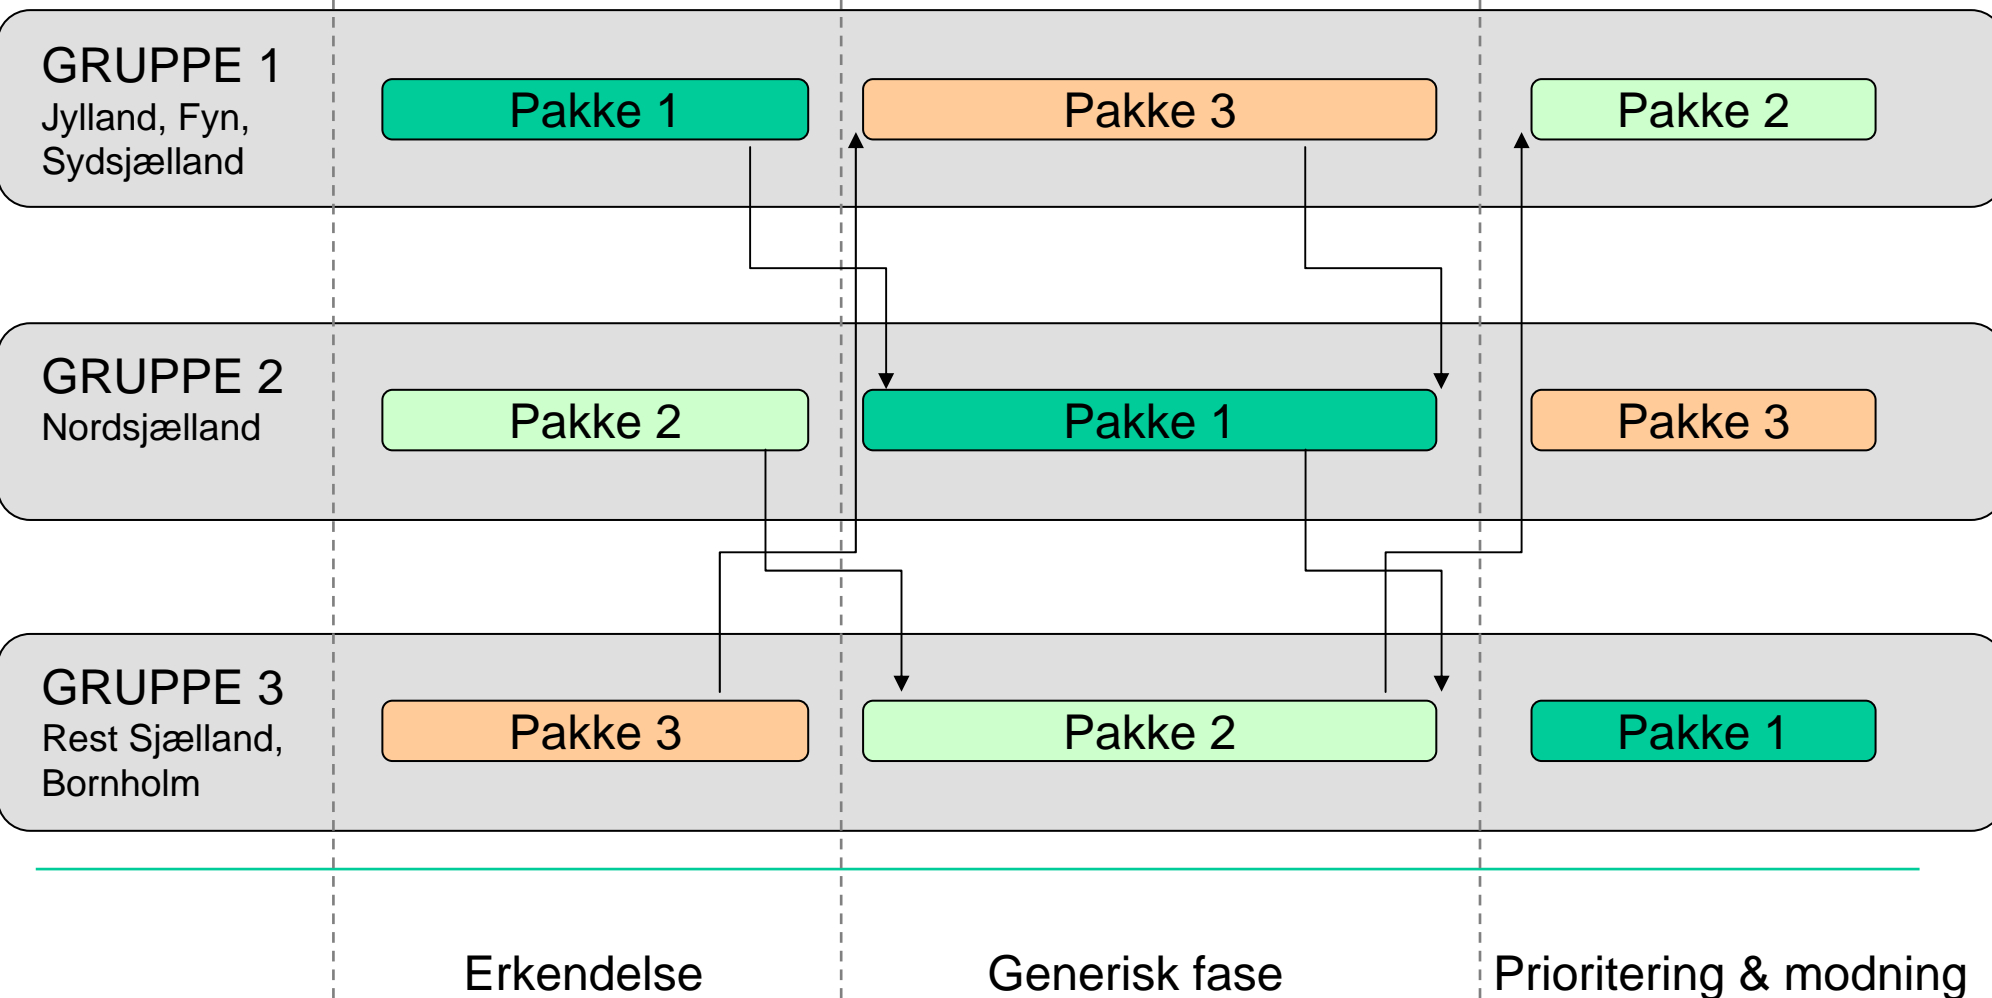 GRUPPE 1
Jylland, Fyn,
Sydsjælland
Pakke 1
Pakke 3
Pakke 2
GRUPPE 2
Nordsjælland
Pakke 2
Pakke 1
Pakke 3
GRUPPE 3
Rest Sjælland,
Bornholm
Pakke 3
Pakke 2
Pakke 1
Erkendelse
Generisk fase
Prioritering & modning